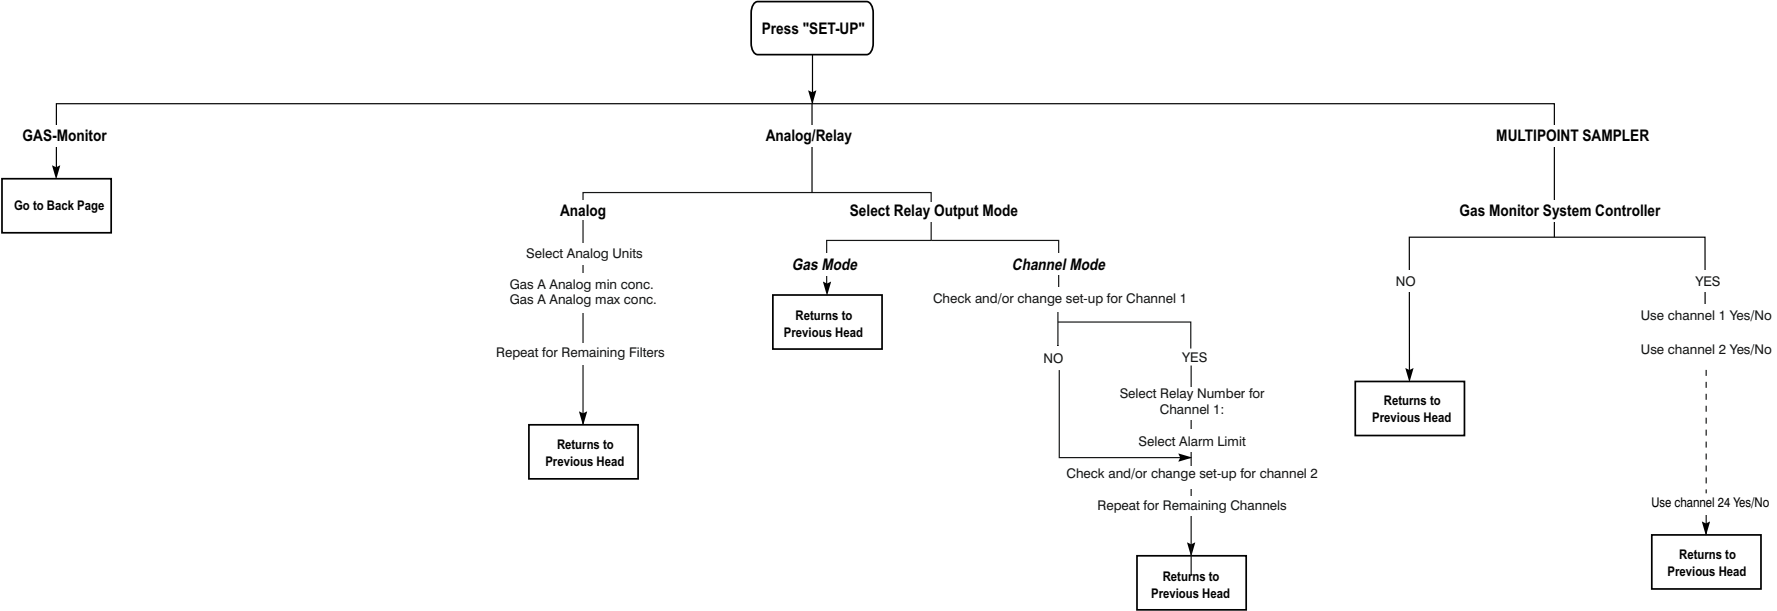 Press "SET-UP"
GAS-Monitor
Analog/Relay
MULTIPOINT SAMPLER
Go to Back Page
Analog
Select Relay Output Mode
Gas Monitor System Controller
Select Analog Units
Gas A Analog min conc.
Gas A Analog max conc.
Repeat for Remaining Filters
Returns to
Previous Head
Gas Mode
Returns to
Previous Head
Channel Mode
Check and/or change set-up for Channel 1
NO
YES
Select Relay Number for
Channel 1:
Select Alarm Limit
Check and/or change set-up for channel 2
Repeat for Remaining Channels
Returns to
Previous Head
NO
Returns to
Previous Head
YES
Use channel 1 Yes/No
Use channel 2 Yes/No
Use channel 24 Yes/No
Returns to
Previous Head